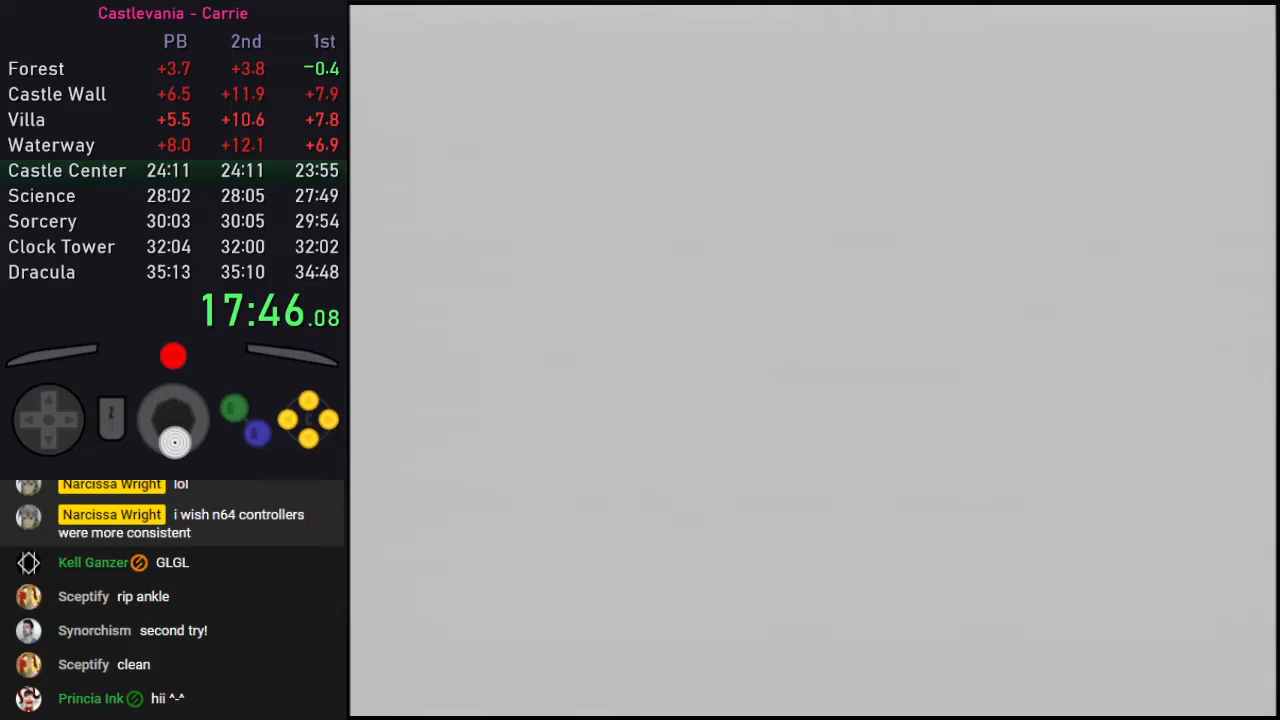 Castlevania - Carrie
PB 2nd 1st
Forest +3.7 +3.8 −0.4
Castle Wall +6.5 +11.9 +7.9
Villa +5.5 +10.6 +7.8
Waterway +8.0 +12.1 +6.9
Castle Center 24:11 24:11 23:55
Science 28:02 28:05 27:49
Sorcery 30:03 30:05 29:54
Clock Tower 32:04 32:00 32:02
Dracula 35:13 35:10 34:48
17:46.08
Z B A C
Narcissa Wright lol
Narcissa Wright i wish n64 controllers
were more consistent
Kell Ganzer GLGL
Sceptify rip ankle
Synorchism second try!
Sceptify clean
Princia Ink hii ^-^